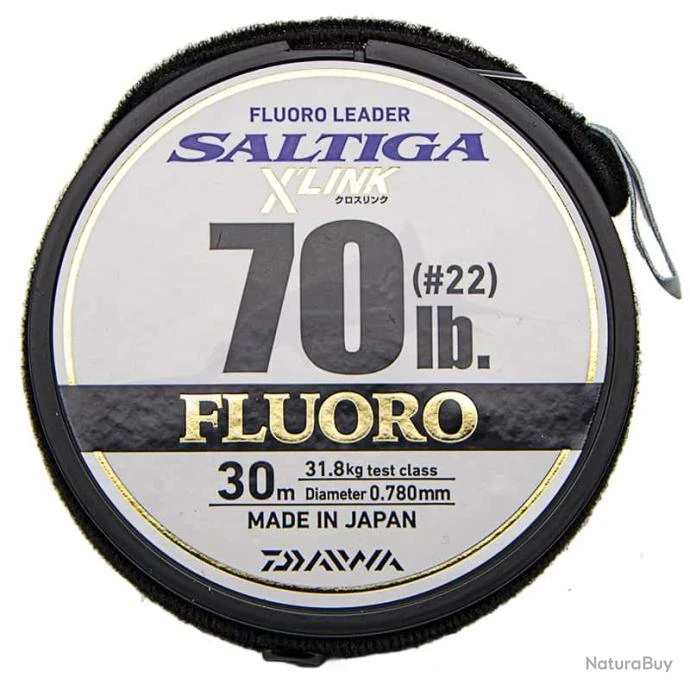 FLUORO LEADER
SALTIGA
X'LINK
クロスリンク
70 lb. (#22)
FLUORO
30m 31.8kg test class
Diameter 0.780mm
MADE IN JAPAN
DAIWA
NaturaBuy